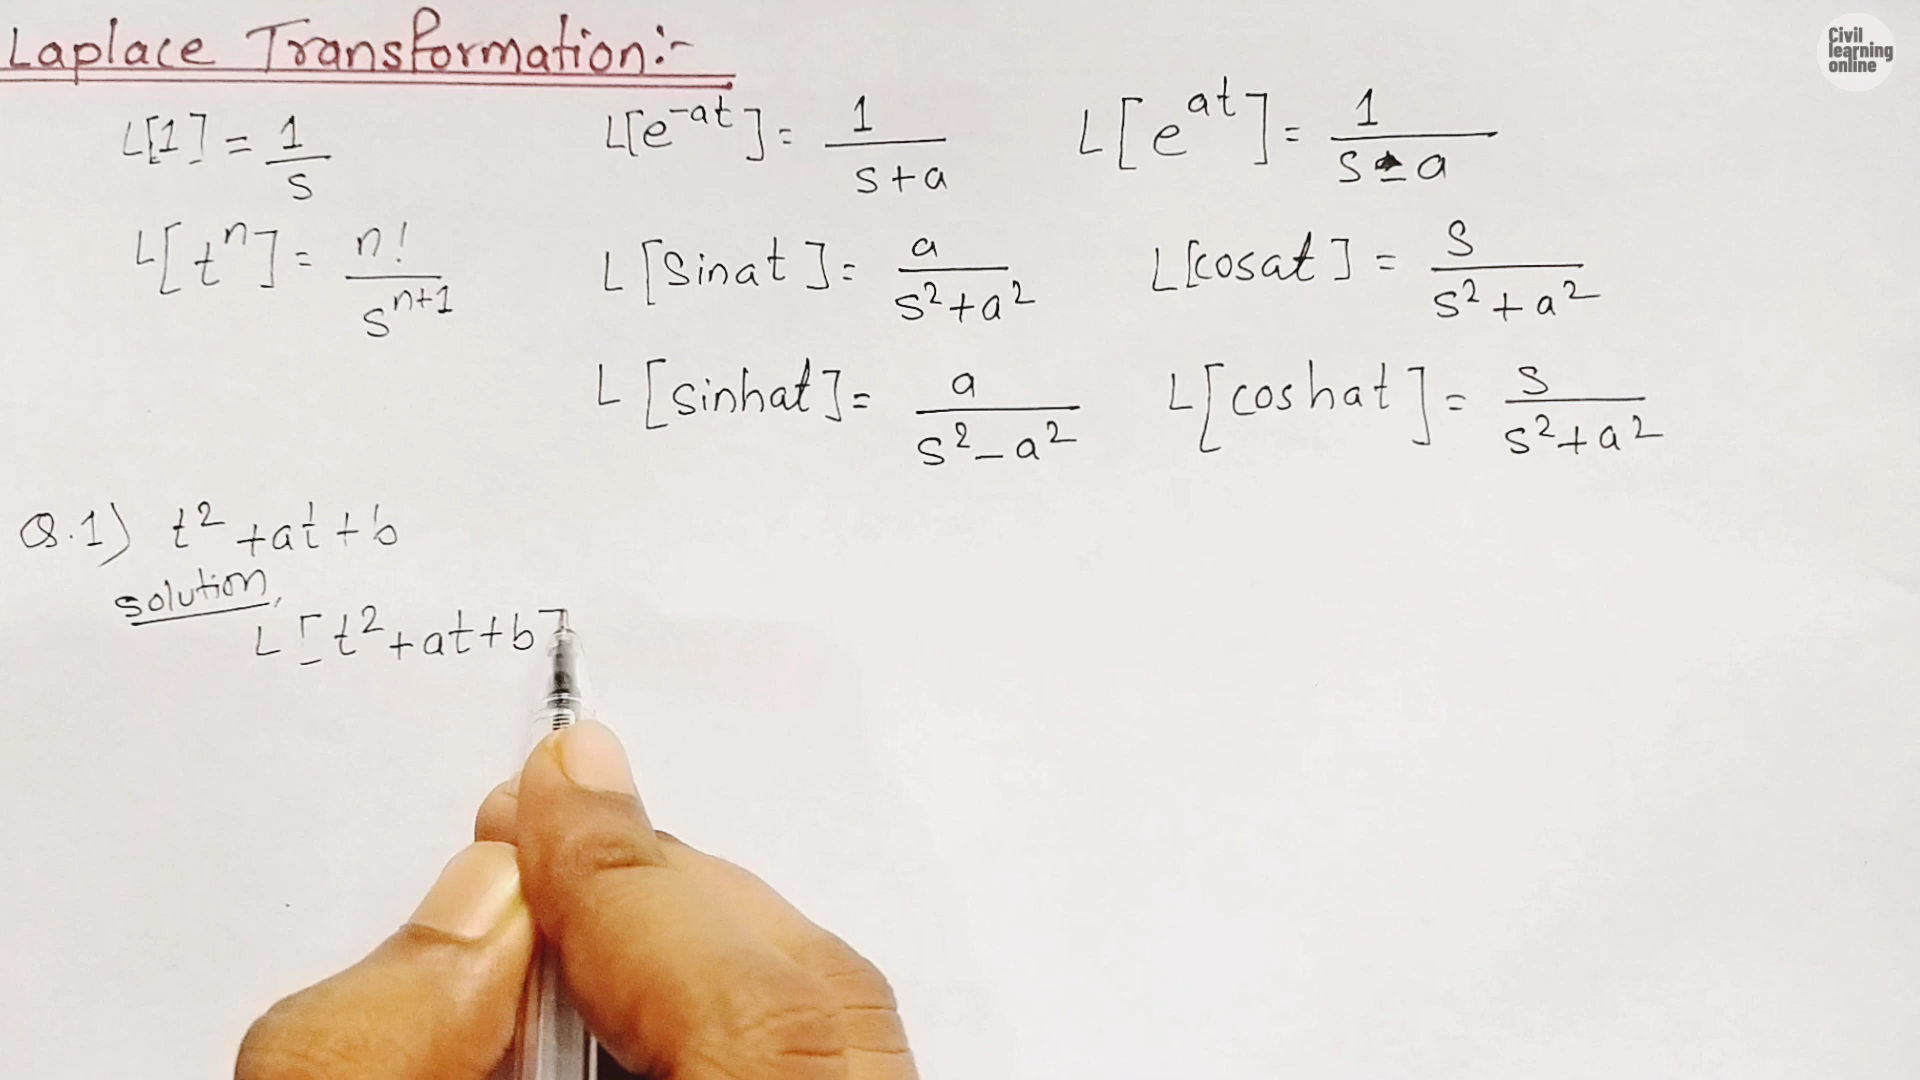 Laplace Transformation:-
Civil
learning
online
L[1] = 1/s
L[e^-at] = 1/(s+a)
L[e^at] = 1/(s-a)
L[t^n] = n!/s^(n+1)
L[Sinat] = a/(s²+a²)
L[cosat] = s/(s²+a²)
L[sinhat] = a/(s²-a²)
L[coshat] = s/(s²+a²)
Q.1) t²+at+b
solution,
L[t²+at+b]